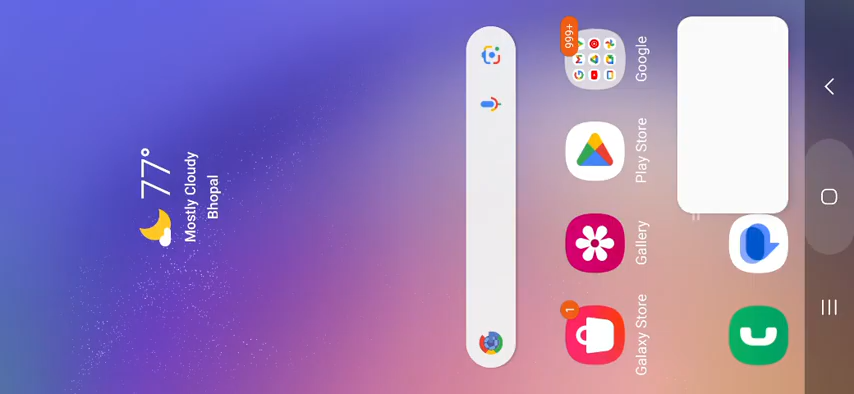 77°
Mostly Cloudy
Bhopal
Galaxy Store
Gallery
Play Store
Google
1
999+